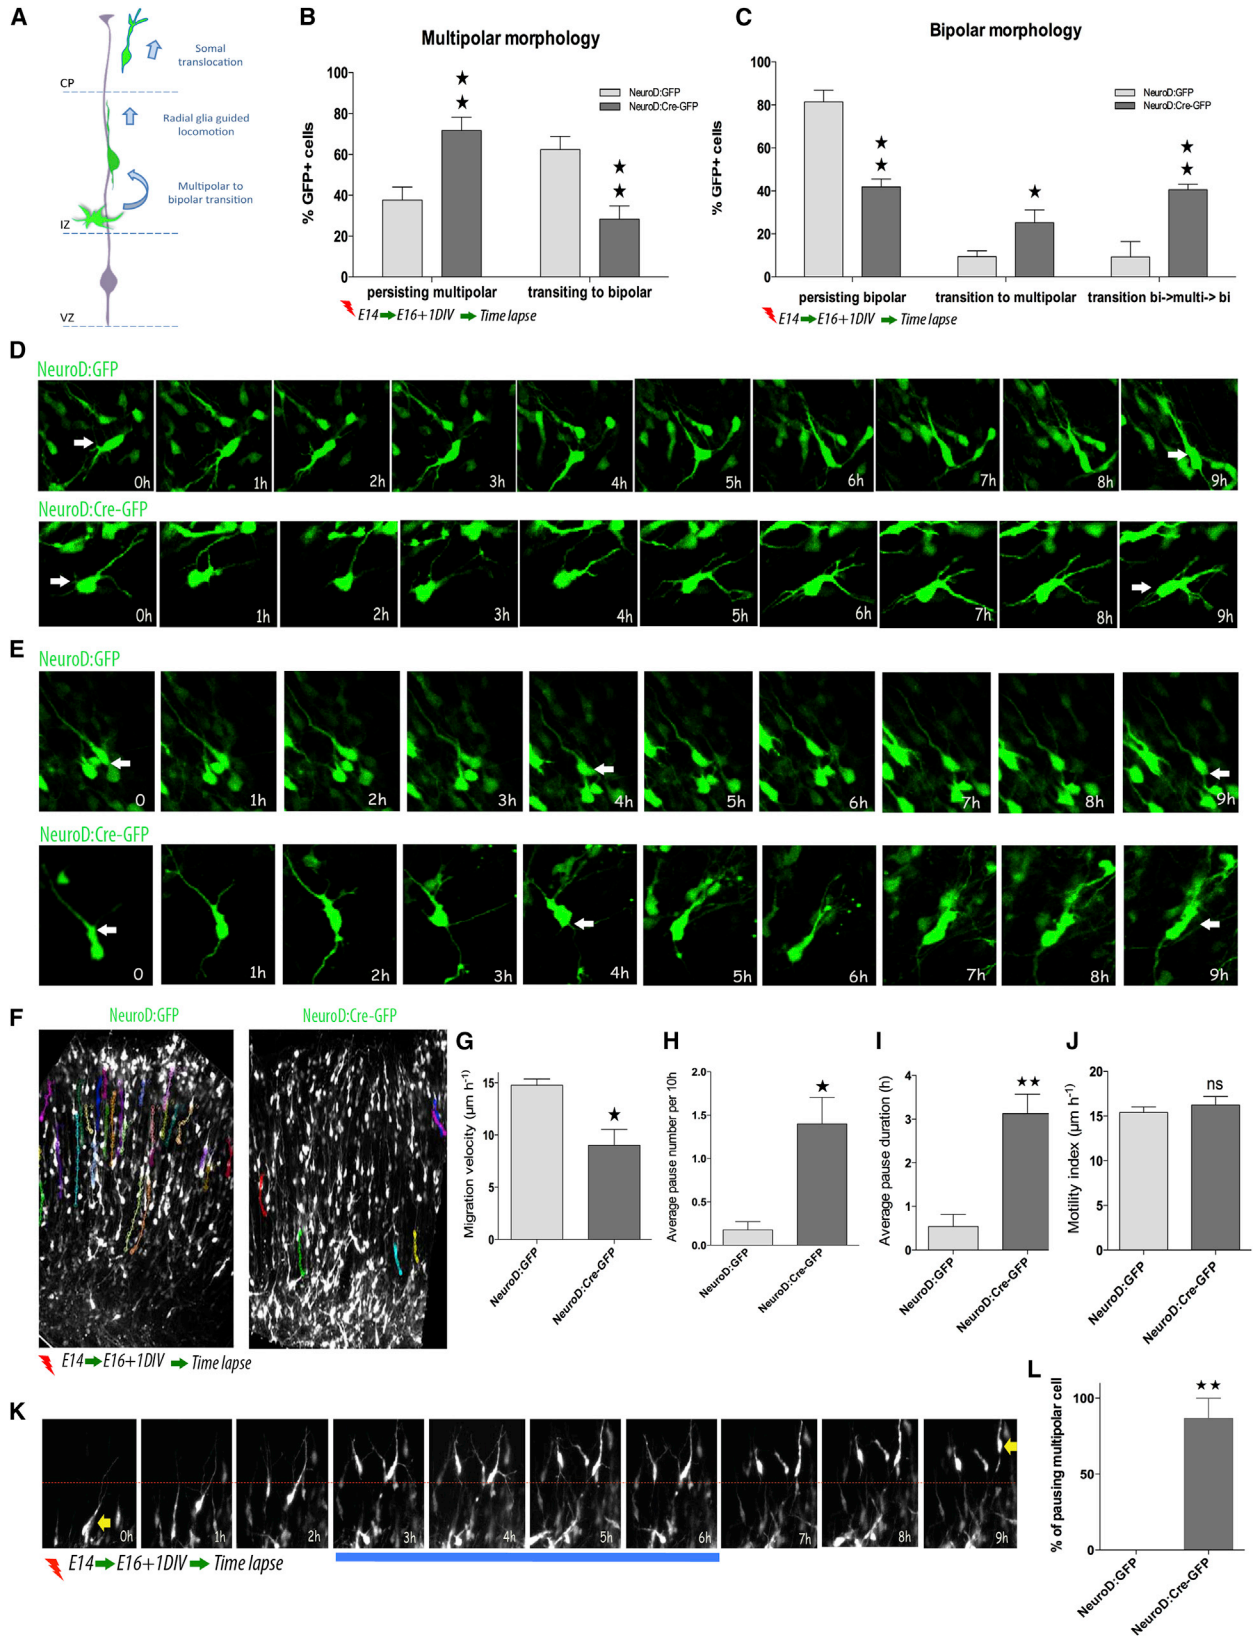 A
Somal
translocation
CP
Radial glia guided
locomotion
Multipolar to
bipolar transition
IZ
VZ
B
Multipolar morphology
% GFP+ cells
100
80
60
40
20
0
NeuroD:GFP
NeuroD:Cre-GFP
★
★
★
★
persisting multipolar
transiting to bipolar
E14 E16+1DIV Time lapse
C
Bipolar morphology
% GFP+ cells
100
80
60
40
20
0
NeuroD:GFP
NeuroD:Cre-GFP
★
★
★
★
★
persisting bipolar
transition to multipolar
transition bi->multi-> bi
E14 E16+1DIV Time lapse
D
NeuroD:GFP
0h 1h 2h 3h 4h 5h 6h 7h 8h 9h
NeuroD:Cre-GFP
0h 1h 2h 3h 4h 5h 6h 7h 8h 9h
E
NeuroD:GFP
0 1h 2h 3h 4h 5h 6h 7h 8h 9h
NeuroD:Cre-GFP
0 1h 2h 3h 4h 5h 6h 7h 8h 9h
F
NeuroD:GFP
NeuroD:Cre-GFP
E14 E16+1DIV Time lapse
G
Migration velocity (µm h⁻¹)
15
10
5
0
★
NeuroD:GFP
NeuroD:Cre-GFP
H
Average pause number per 10h
2.0
1.5
1.0
0.5
0.0
★
NeuroD:GFP
NeuroD:Cre-GFP
I
Average pause duration (h)
4
3
2
1
0
★★
NeuroD:GFP
NeuroD:Cre-GFP
J
Motility index (µm h⁻¹)
20
15
10
5
0
ns
NeuroD:GFP
NeuroD:Cre-GFP
K
0h 1h 2h 3h 4h 5h 6h 7h 8h 9h
E14 E16+1DIV Time lapse
L
% of pausing multipolar cell
100
50
0
★★
NeuroD:GFP
NeuroD:Cre-GFP